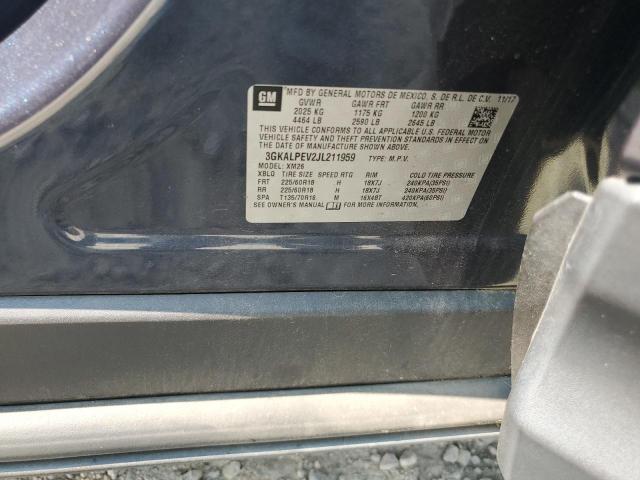 GM
MFD BY GENERAL MOTORS DE MEXICO, S. DE R.L. DE C.V. 11/17
GVWR GAWR FRT GAWR RR
2025 KG 1175 KG 1200 KG
4464 LB 2590 LB 2645 LB
THIS VEHICLE CONFORMS TO ALL APPLICABLE U.S. FEDERAL MOTOR
VEHICLE SAFETY, BUMPER, AND THEFT PREVENTION STANDARDS IN EFFECT ON
THE DATE OF MANUFACTURE SHOWN ABOVE.
3GKALPEV2JL211959 TYPE: M.P.V.
MODEL: XM26
XBLQ TIRE SIZE SPEED RTG RIM COLD TIRE PRESSURE
FRT 225/60R18 H 18X7J 240KPA(35PSI)
RR 225/60R18 H 18X7J 240KPA(35PSI)
SPA T135/70R16 M 16X4BT 420KPA(60PSI)
SEE OWNER'S MANUAL FOR MORE INFORMATION.